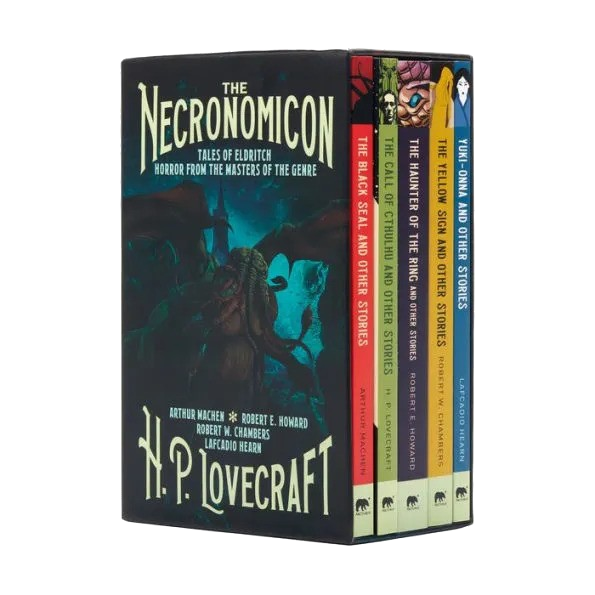 THE
NECRONOMICON
TALES OF ELDRITCH
HORROR FROM THE MASTERS OF THE GENRE
ARTHUR MACHEN * ROBERT E. HOWARD
ROBERT W. CHAMBERS
LAFCADIO HEARN
H. P. LOVECRAFT
THE BLACK SEAL AND OTHER STORIES
ARTHUR MACHEN
THE CALL OF CTHULHU AND OTHER STORIES
H. P. LOVECRAFT
THE HAUNTER OF THE RING AND OTHER STORIES
ROBERT E. HOWARD
THE YELLOW SIGN AND OTHER STORIES
ROBERT W. CHAMBERS
YUKI-ONNA AND OTHER STORIES
LAFCADIO HEARN